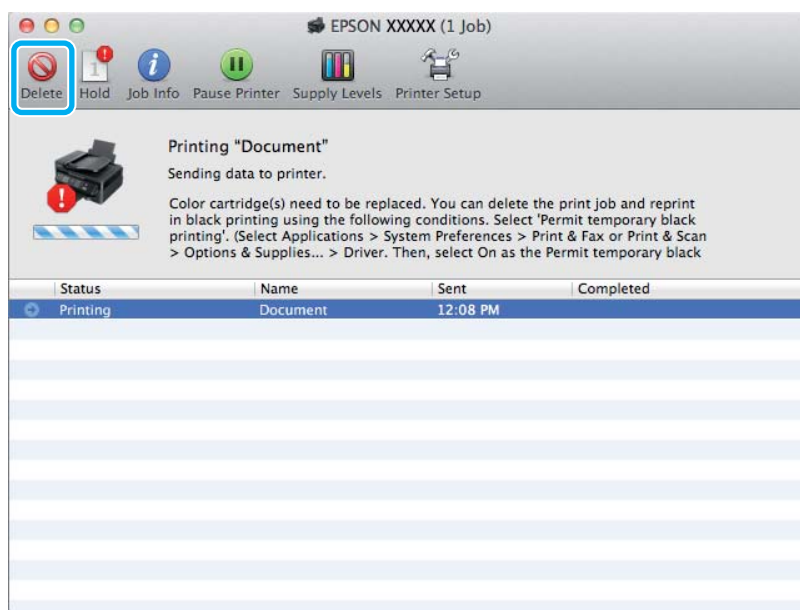 EPSON XXXXX (1 Job)
1
Delete Hold Job Info Pause Printer Supply Levels Printer Setup
Printing “Document”
Sending data to printer.
Color cartridge(s) need to be replaced. You can delete the print job and reprint
in black printing using the following conditions. Select 'Permit temporary black
printing'. (Select Applications > System Preferences > Print & Fax or Print & Scan
> Options & Supplies... > Driver. Then, select On as the Permit temporary black
Status Name Sent Completed
Printing Document 12:08 PM